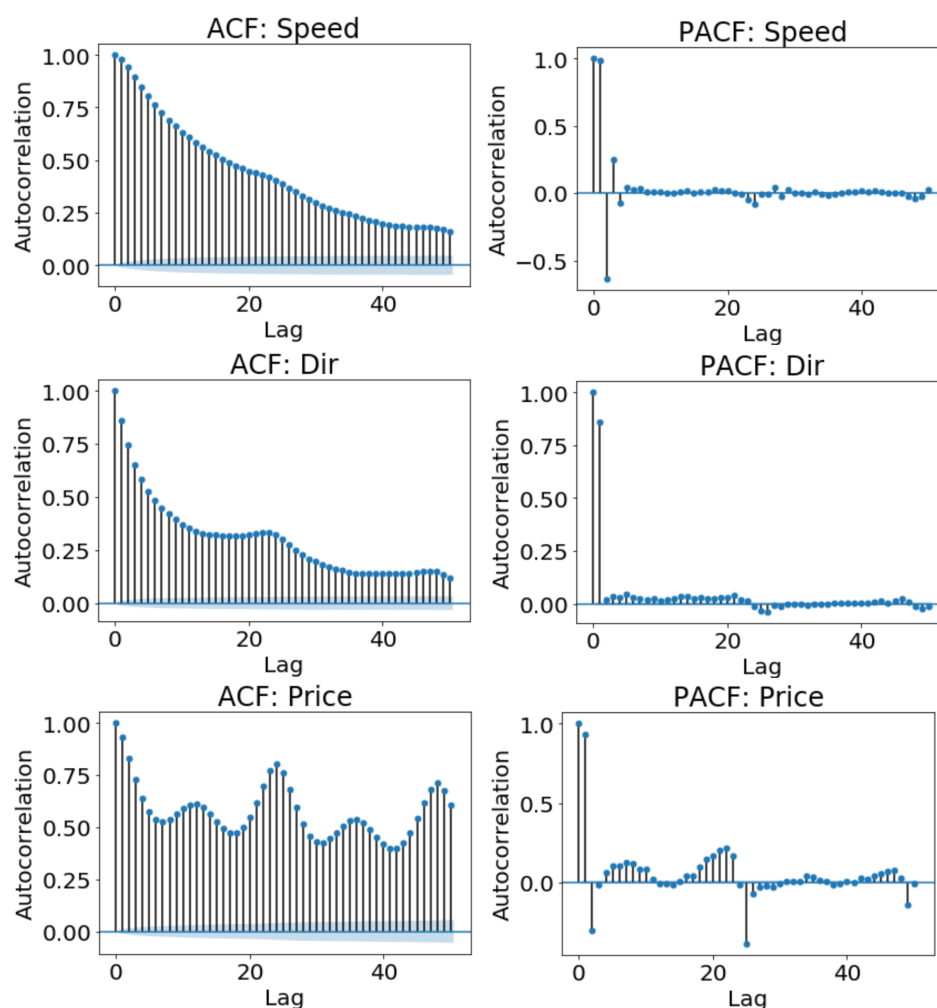 ACF: Speed
1.00
0.75
0.50
0.25
0.00
Autocorrelation
0
20
40
Lag
PACF: Speed
1.0
0.5
0.0
−0.5
Autocorrelation
0
20
40
Lag
ACF: Dir
1.00
0.75
0.50
0.25
0.00
Autocorrelation
0
20
40
Lag
PACF: Dir
1.00
0.75
0.50
0.25
0.00
Autocorrelation
0
20
40
Lag
ACF: Price
1.00
0.75
0.50
0.25
0.00
Autocorrelation
0
20
40
Lag
PACF: Price
1.0
0.5
0.0
Autocorrelation
0
20
40
Lag